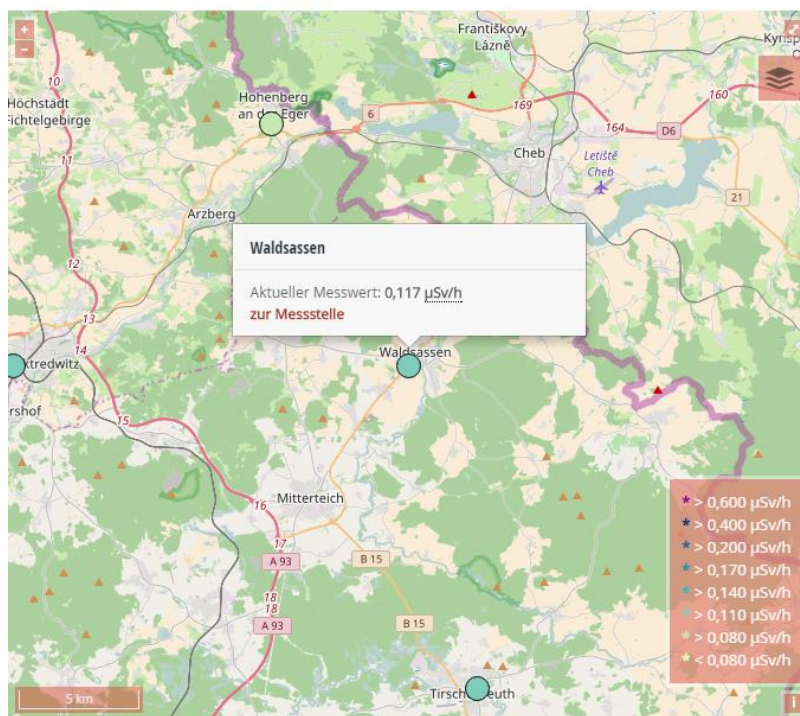 +
−
Františkovy
Lázně
10
Hohenberg
an der Eger
6
169
160
164
D6
Letiště
Cheb
Cheb
21
11
Arzberg
12
Waldsassen
Aktueller Messwert: 0,117 µSv/h
zur Messstelle
13
14
Waldsassen
15
Mitterteich
16
17
A 93
B 15
18
18
A 93
B 15
5 km
* > 0,600 µSv/h
* > 0,400 µSv/h
* > 0,200 µSv/h
* > 0,170 µSv/h
* > 0,140 µSv/h
* > 0,110 µSv/h
* > 0,080 µSv/h
* < 0,080 µSv/h